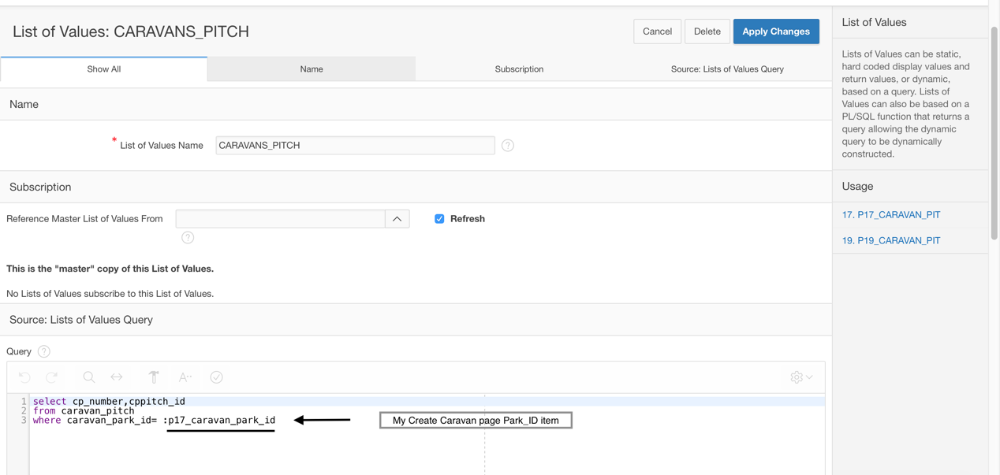 List of Values: CARAVANS_PITCH
Cancel
Delete
Apply Changes
Show All
Name
Subscription
Source: Lists of Values Query
Name
* List of Values Name
CARAVANS_PITCH
?
Subscription
Reference Master List of Values From
Refresh
?
This is the "master" copy of this List of Values.
No Lists of Values subscribe to this List of Values.
Source: Lists of Values Query
Query ?
A··
1 select cp_number,cppitch_id
2 from caravan_pitch
3 where caravan_park_id= :p17_caravan_park_id
My Create Caravan page Park_ID item
List of Values
Lists of Values can be static,
hard coded display values and
return values, or dynamic,
based on a query. Lists of
Values can also be based on a
PL/SQL function that returns a
query allowing the dynamic
query to be dynamically
constructed.
Usage
17. P17_CARAVAN_PIT
19. P19_CARAVAN_PIT